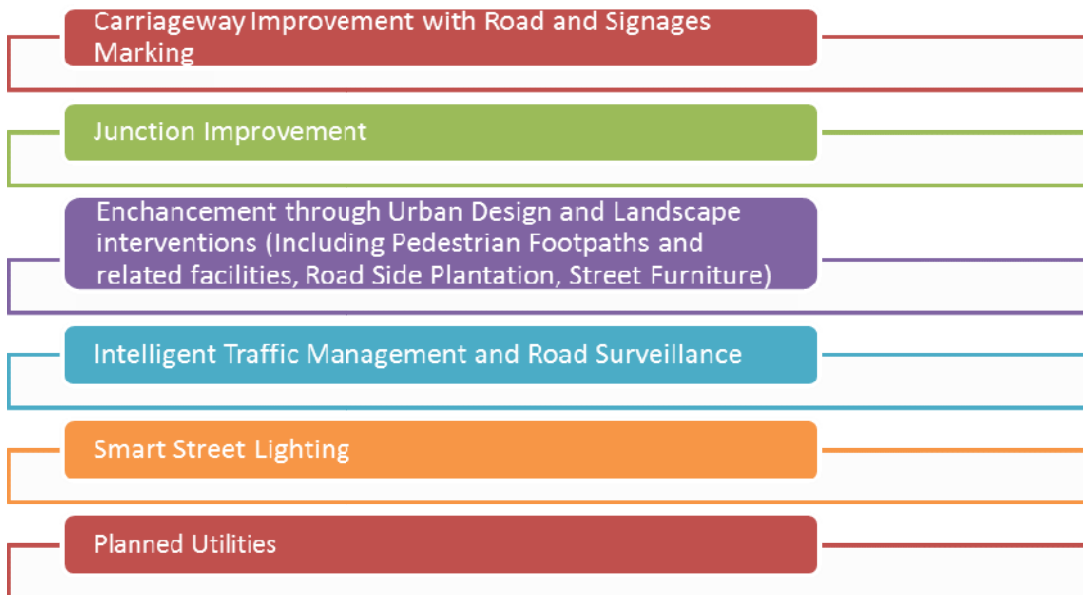 Carriageway Improvement with Road and Signages
Marking
Junction Improvement
Enchancement through Urban Design and Landscape
interventions (Including Pedestrian Footpaths and
related facilities, Road Side Plantation, Street Furniture)
Intelligent Traffic Management and Road Surveillance
Smart Street Lighting
Planned Utilities